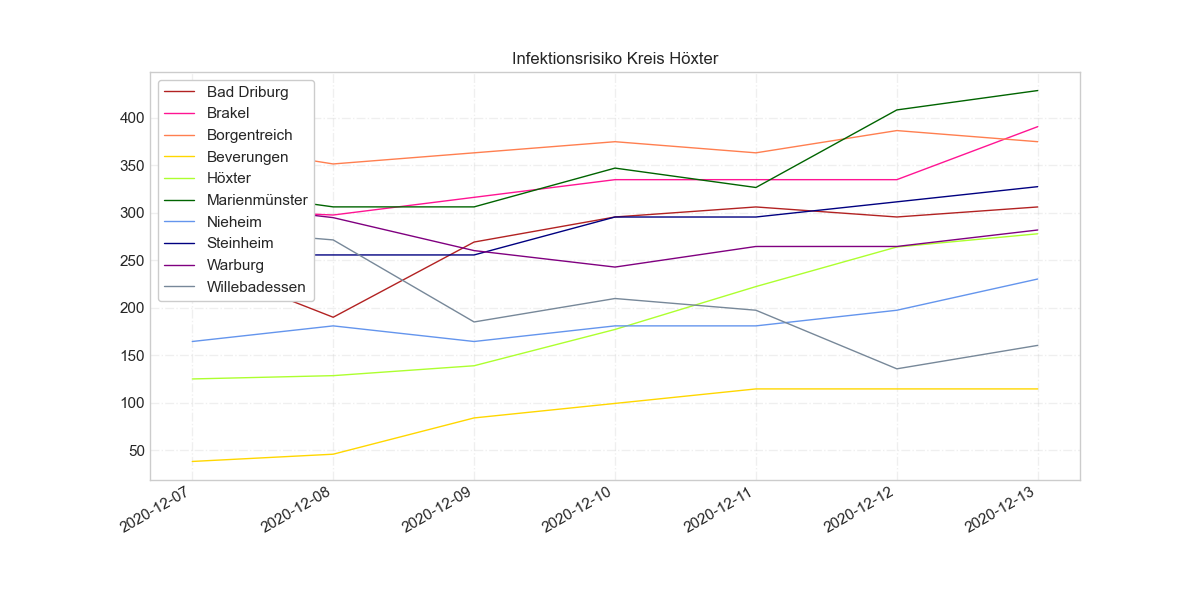 Infektionsrisiko Kreis Höxter
Bad Driburg
Brakel
Borgentreich
Beverungen
Höxter
Marienmünster
Nieheim
Steinheim
Warburg
Willebadessen
400
350
300
250
200
150
100
50
2020-12-07
2020-12-08
2020-12-09
2020-12-10
2020-12-11
2020-12-12
2020-12-13